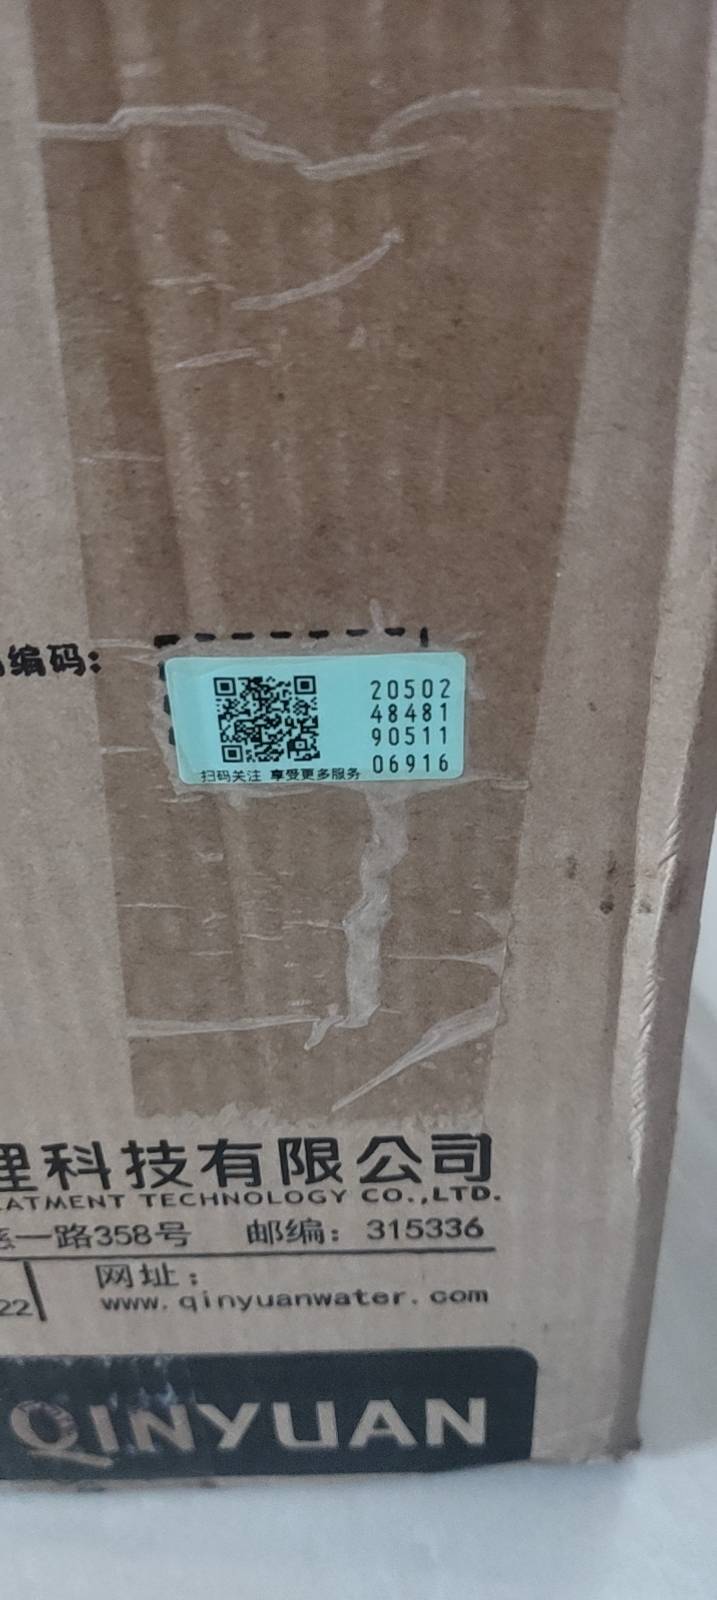 编码:
20502
48481
90511
06916
扫码关注 享受更多服务
理科技有限公司
TECHNOLOGY CO.,LTD.
一路358号 邮编：315336
22 网址：
www.qinyuanwater.com
QINYUAN